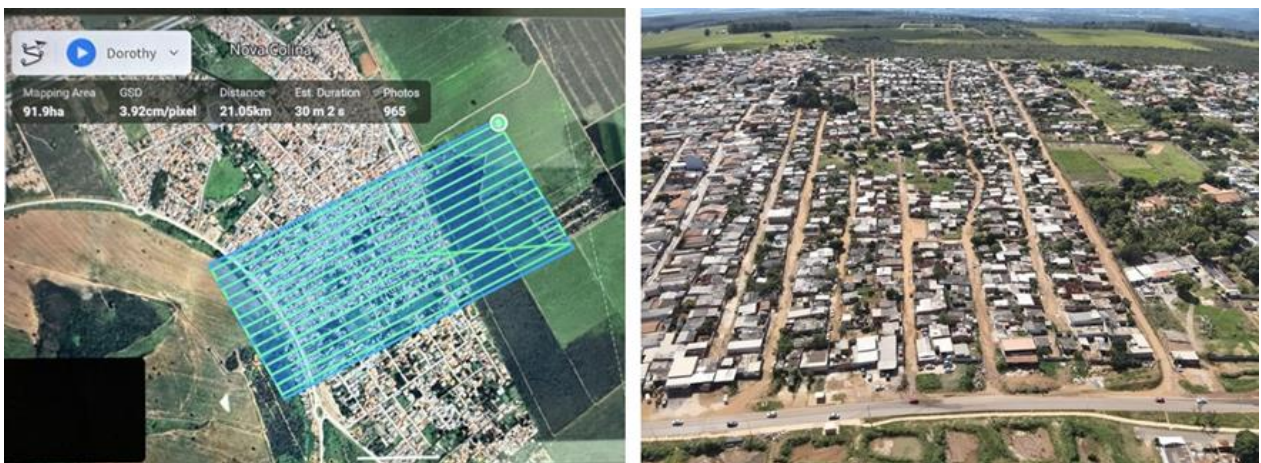 Dorothy
Nova Colina
Mapping Area GSD Distance Est. Duration Photos
91.9ha 3.92cm/pixel 21.05km 30 m 2 s 965
S